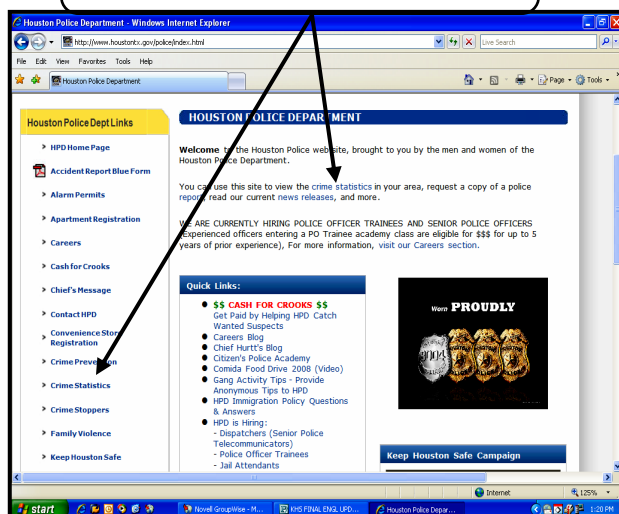 Houston Police Department - Windows Internet Explorer
http://www.houstontx.gov/police/index.html
Live Search
File Edit View Favorites Tools Help
Houston Police Department
Page Tools
Houston Police Dept Links
HPD Home Page
Accident Report Blue Form
Alarm Permits
Apartment Registration
Careers
Cash for Crooks
Chief's Message
Contact HPD
Convenience Store
Registration
Crime Prevention
Crime Statistics
Crime Stoppers
Family Violence
Keep Houston Safe
HOUSTON POLICE DEPARTMENT
Welcome to the Houston Police web site, brought to you by the men and women of the
Houston Police Department.
You can use this site to view the crime statistics in your area, request a copy of a police
report, read our current news releases, and more.
WE ARE CURRENTLY HIRING POLICE OFFICER TRAINEES AND SENIOR POLICE OFFICERS
(Experienced officers entering a PO Trainee academy class are eligible for $$$ for up to 5
years of prior experience), For more information, visit our Careers section.
Quick Links:
$$ CASH FOR CROOKS $$
Get Paid by Helping HPD Catch
Wanted Suspects
Careers Blog
Chief Hurtt's Blog
Citizen's Police Academy
Comida Food Drive 2008 (Video)
Gang Activity Tips - Provide
Anonymous Tips to HPD
HPD Immigration Policy Questions
& Answers
HPD is Hiring:
- Dispatchers (Senior Police
Telecommunicators)
- Police Officer Trainees
- Jail Attendants
Worn PROUDLY
Keep Houston Safe Campaign
Internet
125%
start
Novell GroupWise - M...
KHS FINAL ENGL UPD...
Houston Police Depar...
1:20 PM